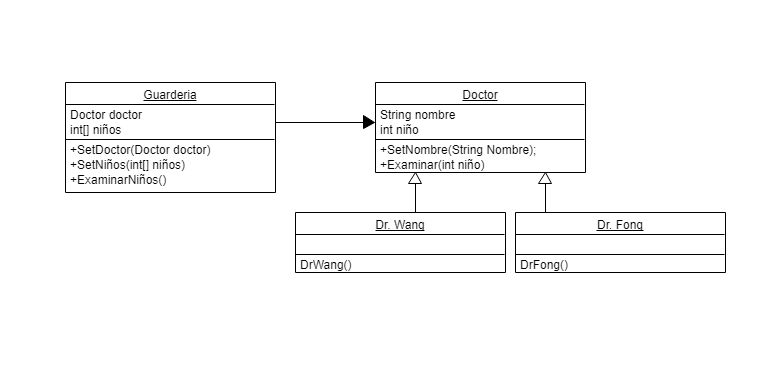 Guarderia
Doctor doctor
int[] niños
+SetDoctor(Doctor doctor)
+SetNiños(int[] niños)
+ExaminarNiños()
Doctor
String nombre
int niño
+SetNombre(String Nombre);
+Examinar(int niño)
Dr. Wang
DrWang()
Dr. Fong
DrFong()